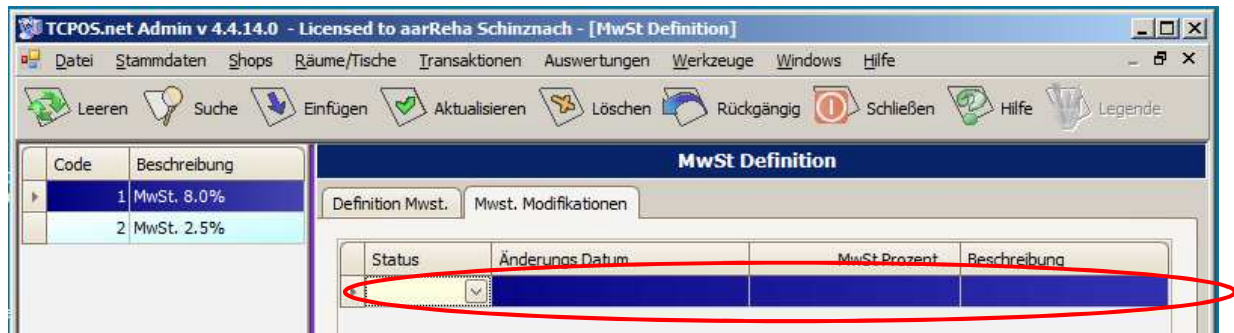 TCPOS.net Admin v 4.4.14.0 - Licensed to aarReha Schinznach - [MwSt Definition]
Datei Stammdaten Shops Räume/Tische Transaktionen Auswertungen Werkzeuge Windows Hilfe
Leeren Suche Einfügen Aktualisieren Löschen Rückgängig Schließen Hilfe Legende
Code Beschreibung
1 MwSt. 8.0%
2 MwSt. 2.5%
MwSt Definition
Definition Mwst. Mwst. Modifikationen
Status Änderungs Datum MwSt Prozent Beschreibung